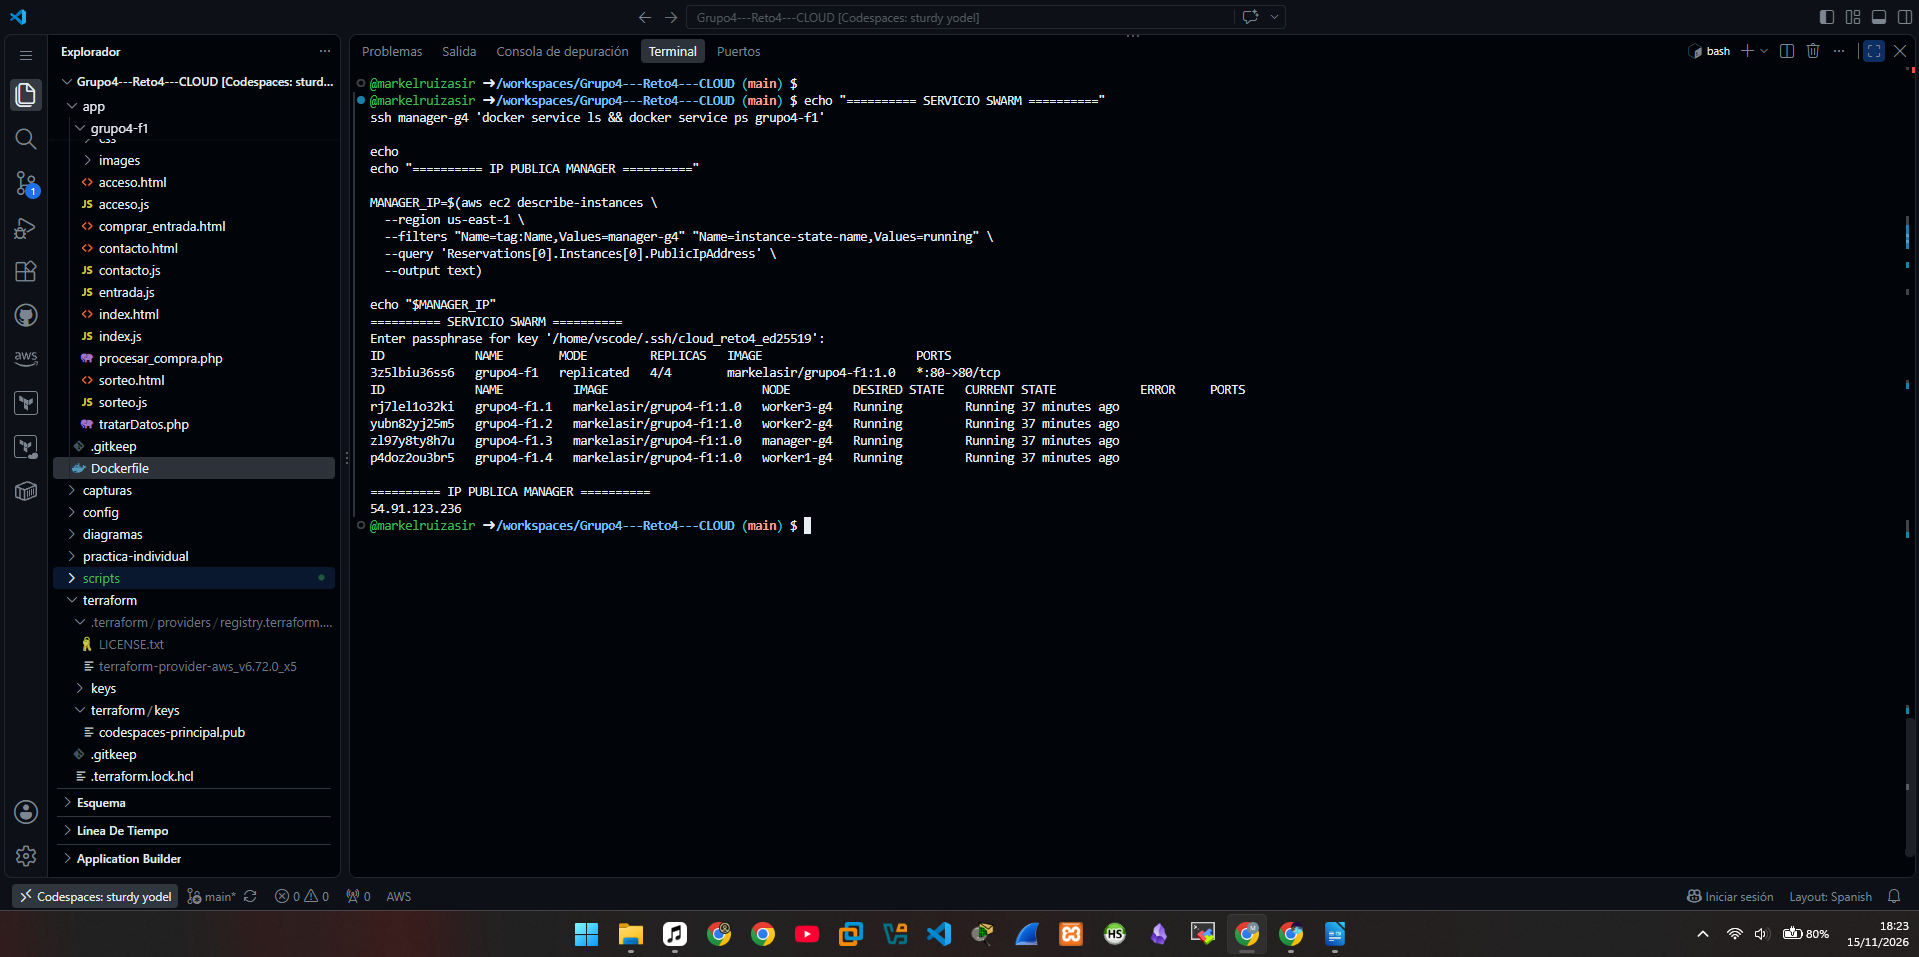 Grupo4---Reto4---CLOUD [Codespaces: sturdy yodel]
Explorador
Grupo4---Reto4---CLOUD [Codespaces: sturd...
app
grupo4-f1
css
images
acceso.html
JS acceso.js
comprar_entrada.html
contacto.html
JS contacto.js
JS entrada.js
index.html
JS index.js
procesar_compra.php
sorteo.html
JS sorteo.js
tratarDatos.php
.gitkeep
Dockerfile
capturas
config
diagramas
practica-individual
scripts
terraform
.terraform / providers / registry.terraform....
LICENSE.txt
terraform-provider-aws_v6.72.0_x5
keys
terraform / keys
codespaces-principal.pub
.gitkeep
.terraform.lock.hcl
Esquema
Línea De Tiempo
Application Builder
1
aws
Problemas Salida Consola de depuración Terminal Puertos
bash
@markelruizasir ➜/workspaces/Grupo4---Reto4---CLOUD (main) $
@markelruizasir ➜/workspaces/Grupo4---Reto4---CLOUD (main) $ echo "========== SERVICIO SWARM =========="
ssh manager-g4 'docker service ls && docker service ps grupo4-f1'
echo
echo "========== IP PUBLICA MANAGER =========="
MANAGER_IP=$(aws ec2 describe-instances \
--region us-east-1 \
--filters "Name=tag:Name,Values=manager-g4" "Name=instance-state-name,Values=running" \
--query 'Reservations[0].Instances[0].PublicIpAddress' \
--output text)
echo "$MANAGER_IP"
========== SERVICIO SWARM ==========
Enter passphrase for key '/home/vscode/.ssh/cloud_reto4_ed25519':
ID NAME MODE REPLICAS IMAGE PORTS
3z5lbiu36ss6 grupo4-f1 replicated 4/4 markelasir/grupo4-f1:1.0 *:80->80/tcp
ID NAME IMAGE NODE DESIRED STATE CURRENT STATE ERROR PORTS
rj7lel1o32ki grupo4-f1.1 markelasir/grupo4-f1:1.0 worker3-g4 Running Running 37 minutes ago
yubn82yj25m5 grupo4-f1.2 markelasir/grupo4-f1:1.0 worker2-g4 Running Running 37 minutes ago
zl97y8ty8h7u grupo4-f1.3 markelasir/grupo4-f1:1.0 manager-g4 Running Running 37 minutes ago
p4doz2ou3br5 grupo4-f1.4 markelasir/grupo4-f1:1.0 worker1-g4 Running Running 37 minutes ago
========== IP PUBLICA MANAGER ==========
54.91.123.236
@markelruizasir ➜/workspaces/Grupo4---Reto4---CLOUD (main) $
Codespaces: sturdy yodel main* 0 0 0 AWS
Iniciar sesión Layout: Spanish
HS
80%
18:23
15/11/2026